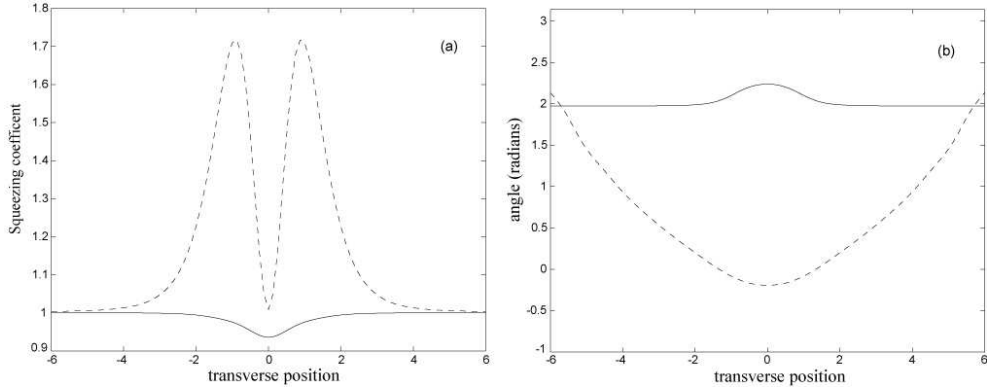 1.8
1.7
1.6
1.5
1.4
1.3
1.2
1.1
1
0.9
-6 -4 -2 0 2 4 6
Squeezing coefficent
transverse position
(a)
3
2.5
2
1.5
1
0.5
0
-0.5
-1
-6 -4 -2 0 2 4 6
angle (radians)
transverse position
(b)